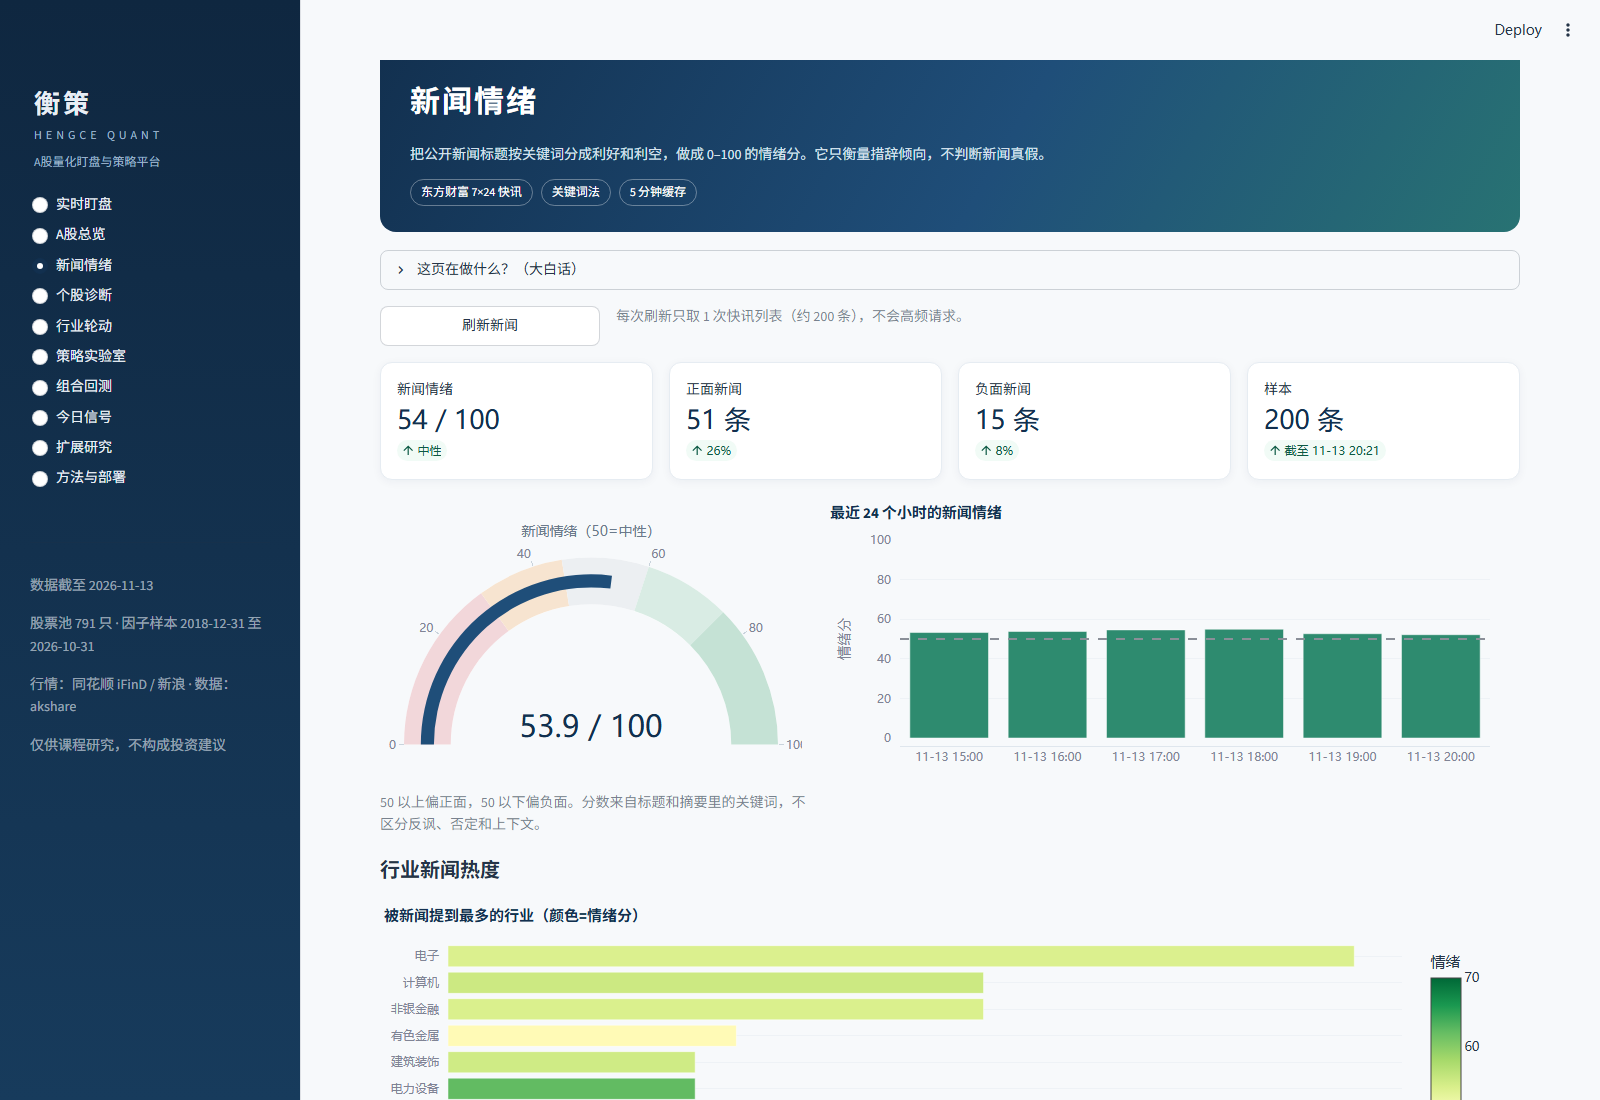 Deploy
衡策
HENGCE QUANT
A股量化盯盘与策略平台
实时盯盘
A股总览
新闻情绪
个股诊断
行业轮动
策略实验室
组合回测
今日信号
扩展研究
方法与部署
数据截至 2026-11-13
股票池 791 只 · 因子样本 2018-12-31 至
2026-10-31
行情：同花顺 iFinD / 新浪 · 数据：
akshare
仅供课程研究，不构成投资建议
新闻情绪
把公开新闻标题按关键词分成利好和利空，做成 0–100 的情绪分。它只衡量措辞倾向，不判断新闻真假。
东方财富 7×24 快讯
关键词法
5 分钟缓存
这页在做什么？（大白话）
刷新新闻
每次刷新只取 1 次快讯列表（约 200 条），不会高频请求。
新闻情绪
54 / 100
↑ 中性
正面新闻
51 条
↑ 26%
负面新闻
15 条
↑ 8%
样本
200 条
↑ 截至 11-13 20:21
新闻情绪（50=中性）
0
20
40
60
80
100
53.9 / 100
50 以上偏正面，50 以下偏负面。分数来自标题和摘要里的关键词，不
区分反讽、否定和上下文。
最近 24 个小时的新闻情绪
情绪分
100
80
60
40
20
0
11-13 15:00
11-13 16:00
11-13 17:00
11-13 18:00
11-13 19:00
11-13 20:00
行业新闻热度
被新闻提到最多的行业（颜色=情绪分）
电子
计算机
非银金融
有色金属
建筑装饰
电力设备
情绪
70
60